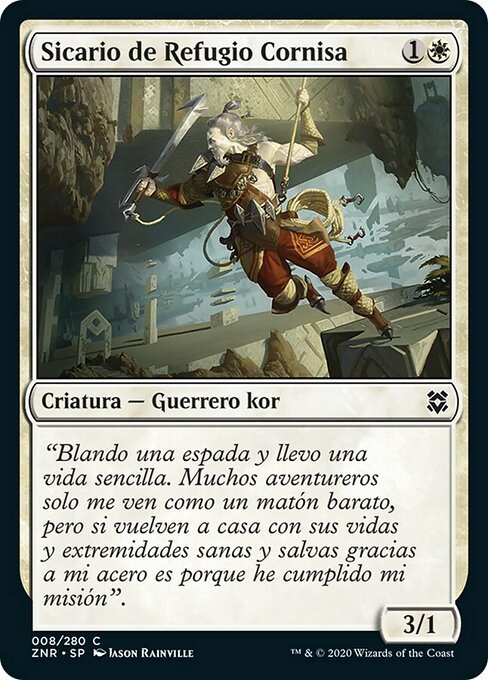 Sicario de Refugio Cornisa 1
Criatura — Guerrero kor
“Blando una espada y llevo una
vida sencilla. Muchos aventureros
solo me ven como un matón barato,
pero si vuelven a casa con sus vidas
y extremidades sanas y salvas gracias
a mi acero es porque he cumplido mi
misión”.
3/1
008/280 C
ZNR • SP Jason Rainville ™ & © 2020 Wizards of the Coast